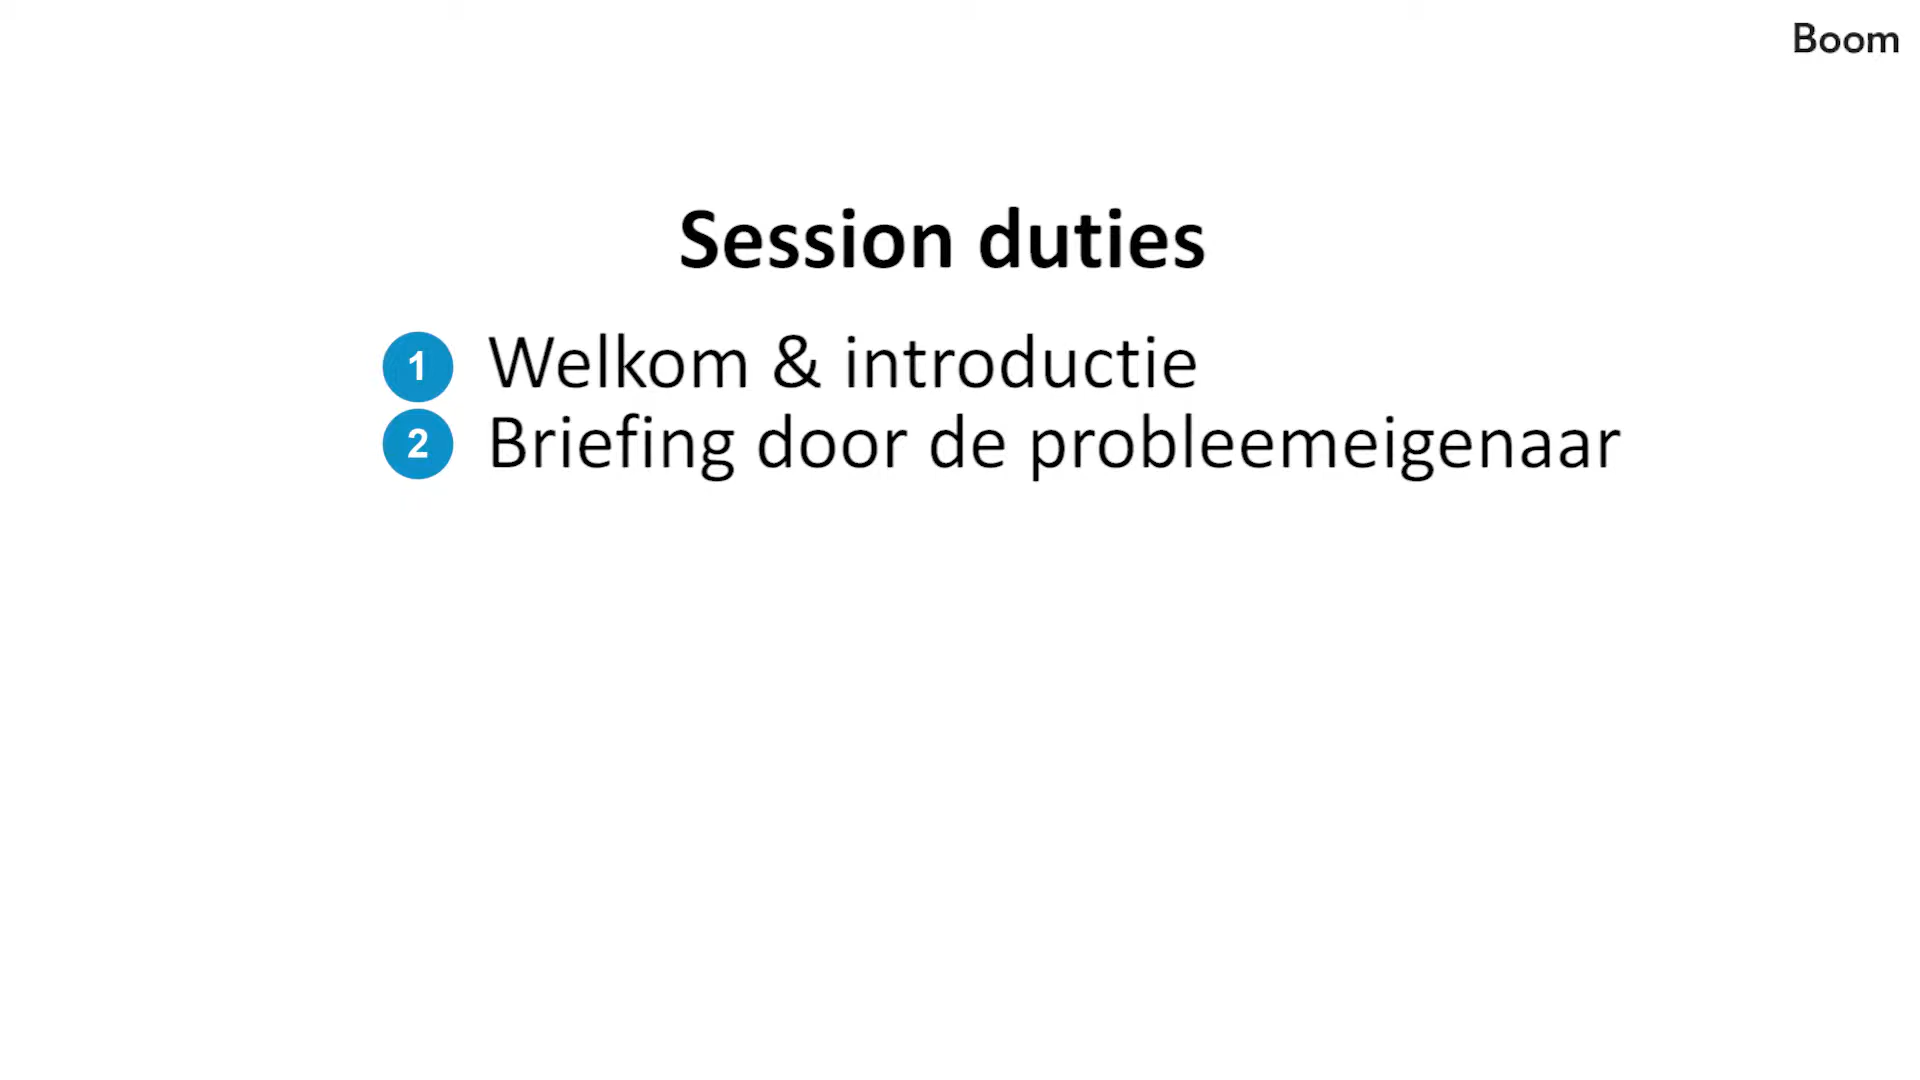 Boom
Session duties
1 Welkom & introductie
2 Briefing door de probleemeigenaar